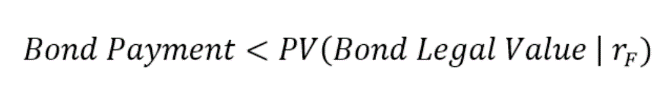 Bond Payment < PV(Bond Legal Value | r_F)